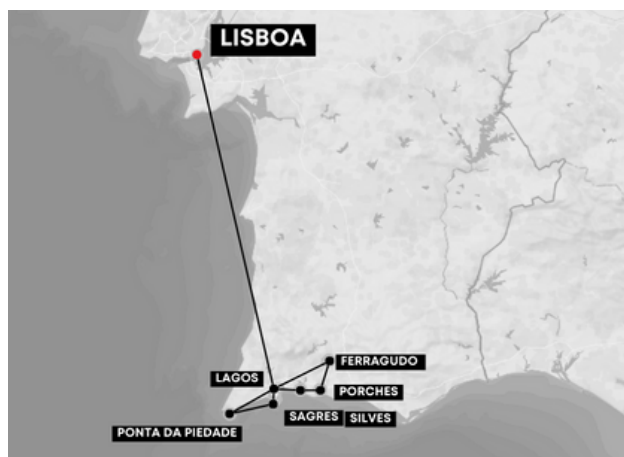 LISBOA
FERRAGUDO
LAGOS
PORCHES
SAGRES
SILVES
PONTA DA PIEDADE